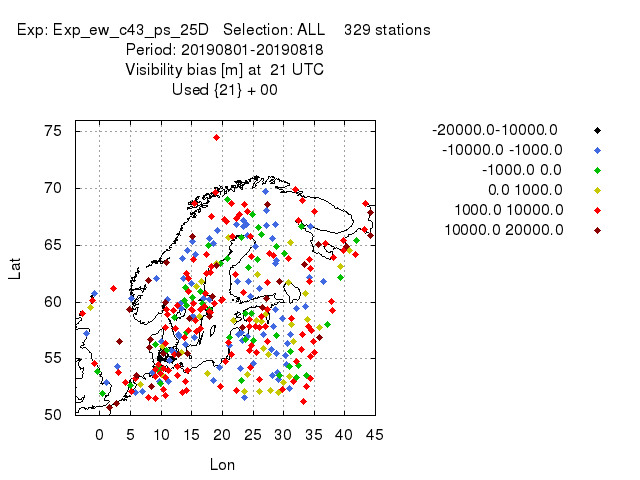 Exp: Exp_ew_c43_ps_25D Selection: ALL 329 stations
Period: 20190801-20190818
Visibility bias [m] at 21 UTC
Used {21} + 00
-20000.0-10000.0
-10000.0 -1000.0
-1000.0 0.0
0.0 1000.0
1000.0 10000.0
10000.0 20000.0
75
70
65
60
55
50
Lat
0 5 10 15 20 25 30 35 40 45
Lon